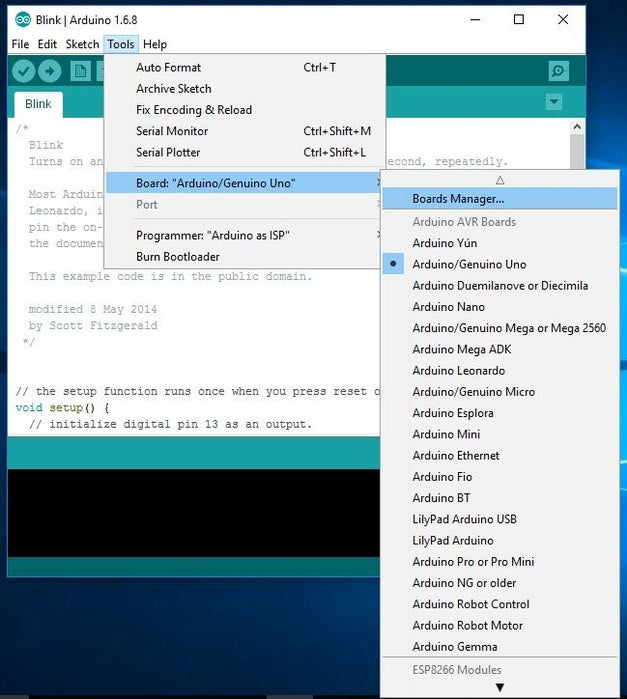 Blink | Arduino 1.6.8
File Edit Sketch Tools Help
Blink
Auto Format Ctrl+T
Archive Sketch
Fix Encoding & Reload
Serial Monitor Ctrl+Shift+M
Serial Plotter Ctrl+Shift+L
Board: "Arduino/Genuino Uno"
Port
Programmer: "Arduino as ISP"
Burn Bootloader
Boards Manager...
Arduino AVR Boards
Arduino Yún
Arduino/Genuino Uno
Arduino Duemilanove or Diecimila
Arduino Nano
Arduino/Genuino Mega or Mega 2560
Arduino Mega ADK
Arduino Leonardo
Arduino/Genuino Micro
Arduino Esplora
Arduino Mini
Arduino Ethernet
Arduino Fio
Arduino BT
LilyPad Arduino USB
LilyPad Arduino
Arduino Pro or Pro Mini
Arduino NG or older
Arduino Robot Control
Arduino Robot Motor
Arduino Gemma
ESP8266 Modules
/*
Blink
Turns on an econd, repeatedly.
Most Arduin
Leonardo, i
pin the on-
the documen
This example code is in the public domain.
modified 8 May 2014
by Scott Fitzgerald
*/
// the setup function runs once when you press reset o
void setup() {
// initialize digital pin 13 as an output.